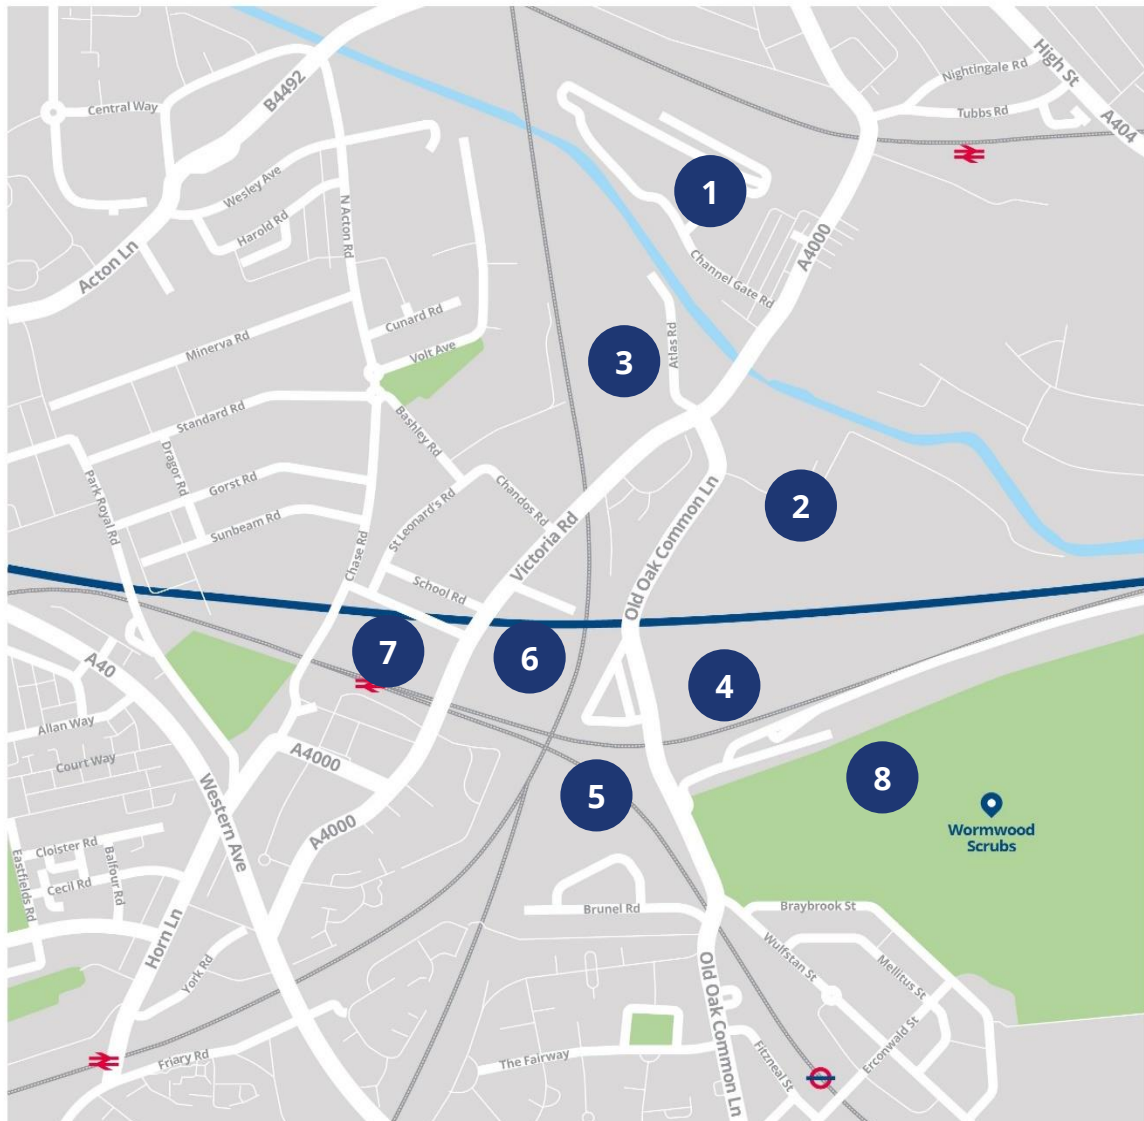 High St
Nightingale Rd
B4492
Central Way
Tubbs Rd
A404
Wesley Ave
1
N Acton Rd
Harold Rd
A4000
Acton Ln
Channel Gate Rd
Cunard Rd
Minerva Rd
Atlas Rd
Volt Ave
3
Standard Rd
Bashley Rd
Dragor Rd
Park Royal Rd
Gorst Rd
Chandos Rd
2
St Leonard's Rd
Sunbeam Rd
Victoria Rd
Old Oak Common Ln
Chase Rd
School Rd
7
6
4
A40
Allan Way
A4000
Court Way
8
5
Western Ave
Wormwood
Scrubs
A4000
Cloister Rd
Balfour Rd
Eastfields Rd
Cecil Rd
Brunel Rd
Braybrook St
Horn Ln
Wulfstan St
Mellitus St
York Rd
Old Oak Common Ln
Erconwald St
Friary Rd
The Fairway
Fitzneal St